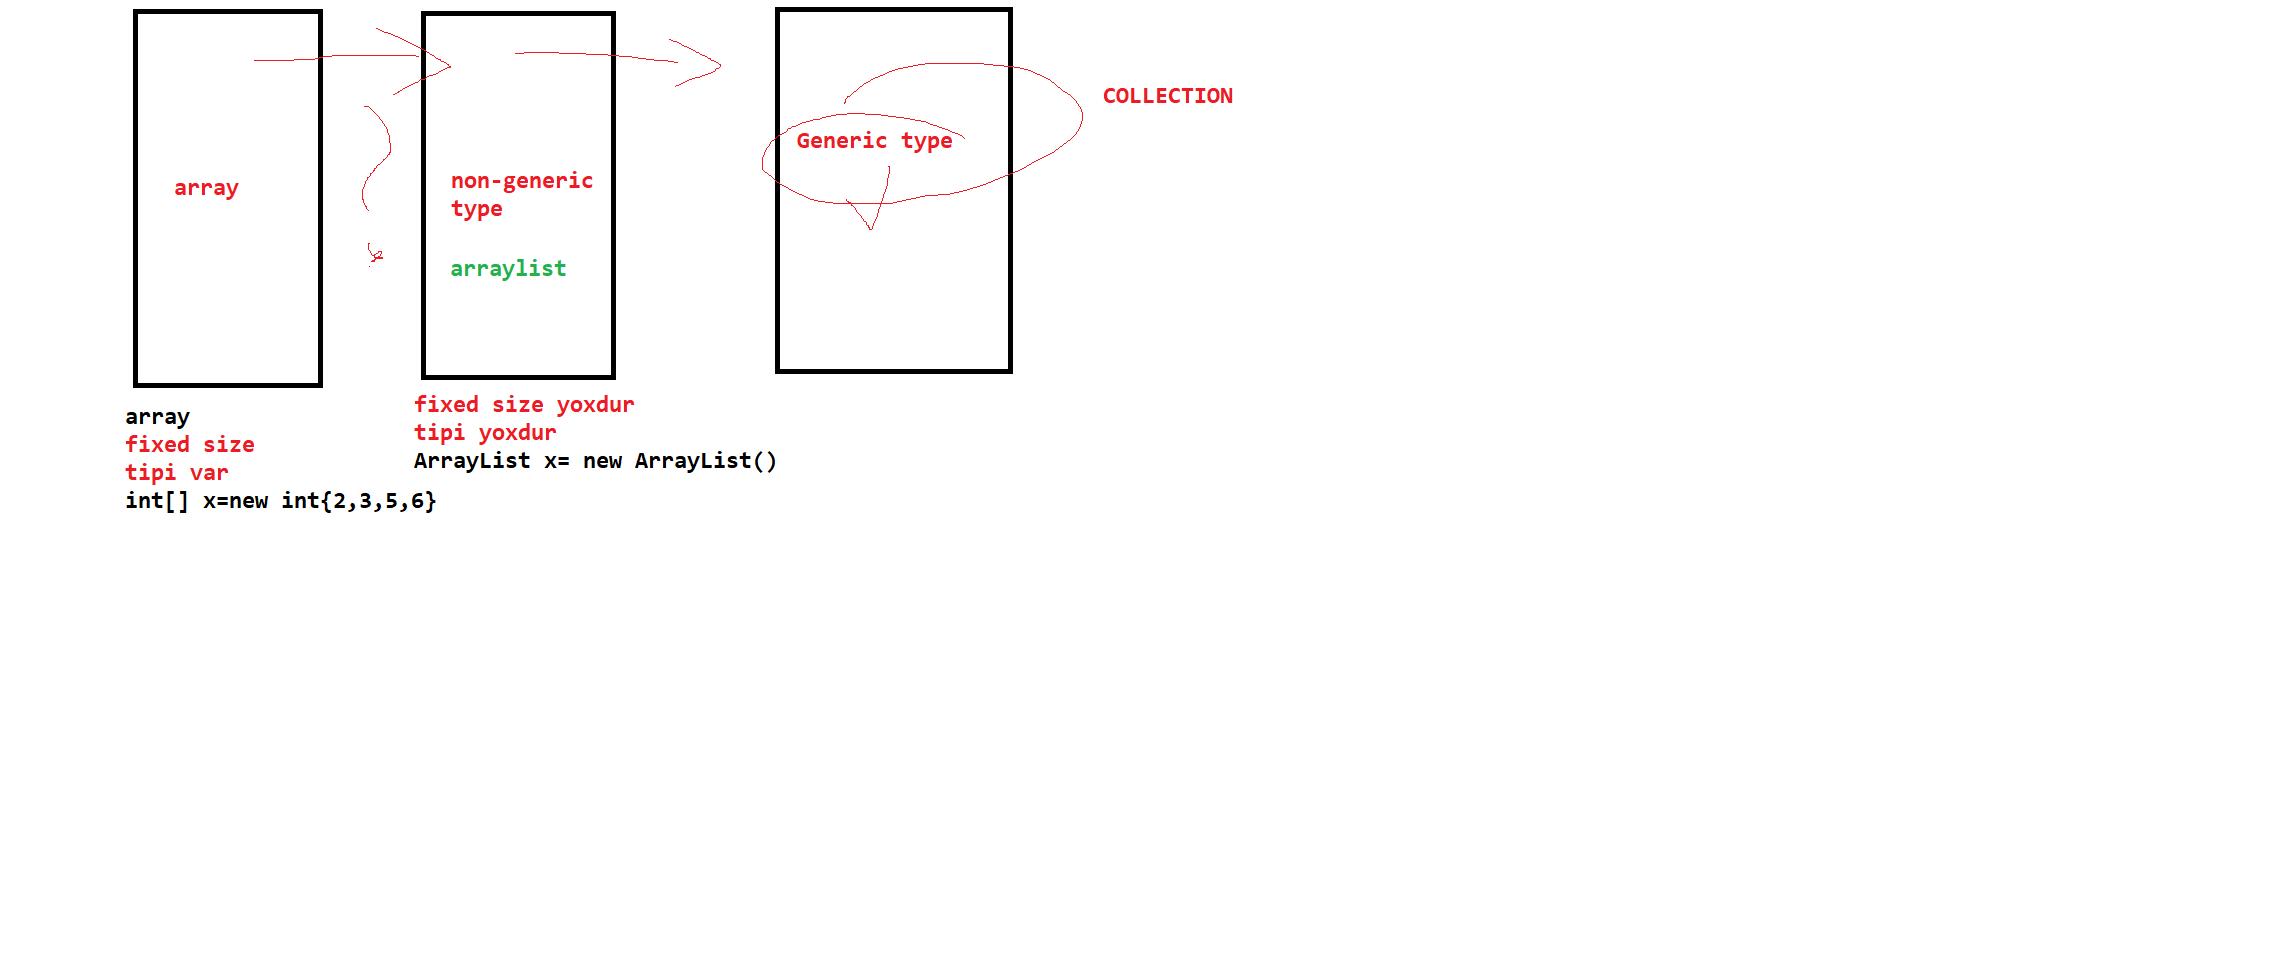 array
non-generic
type
arraylist
Generic type
COLLECTION
array
fixed size
tipi var
int[] x=new int{2,3,5,6}
fixed size yoxdur
tipi yoxdur
ArrayList x= new ArrayList()